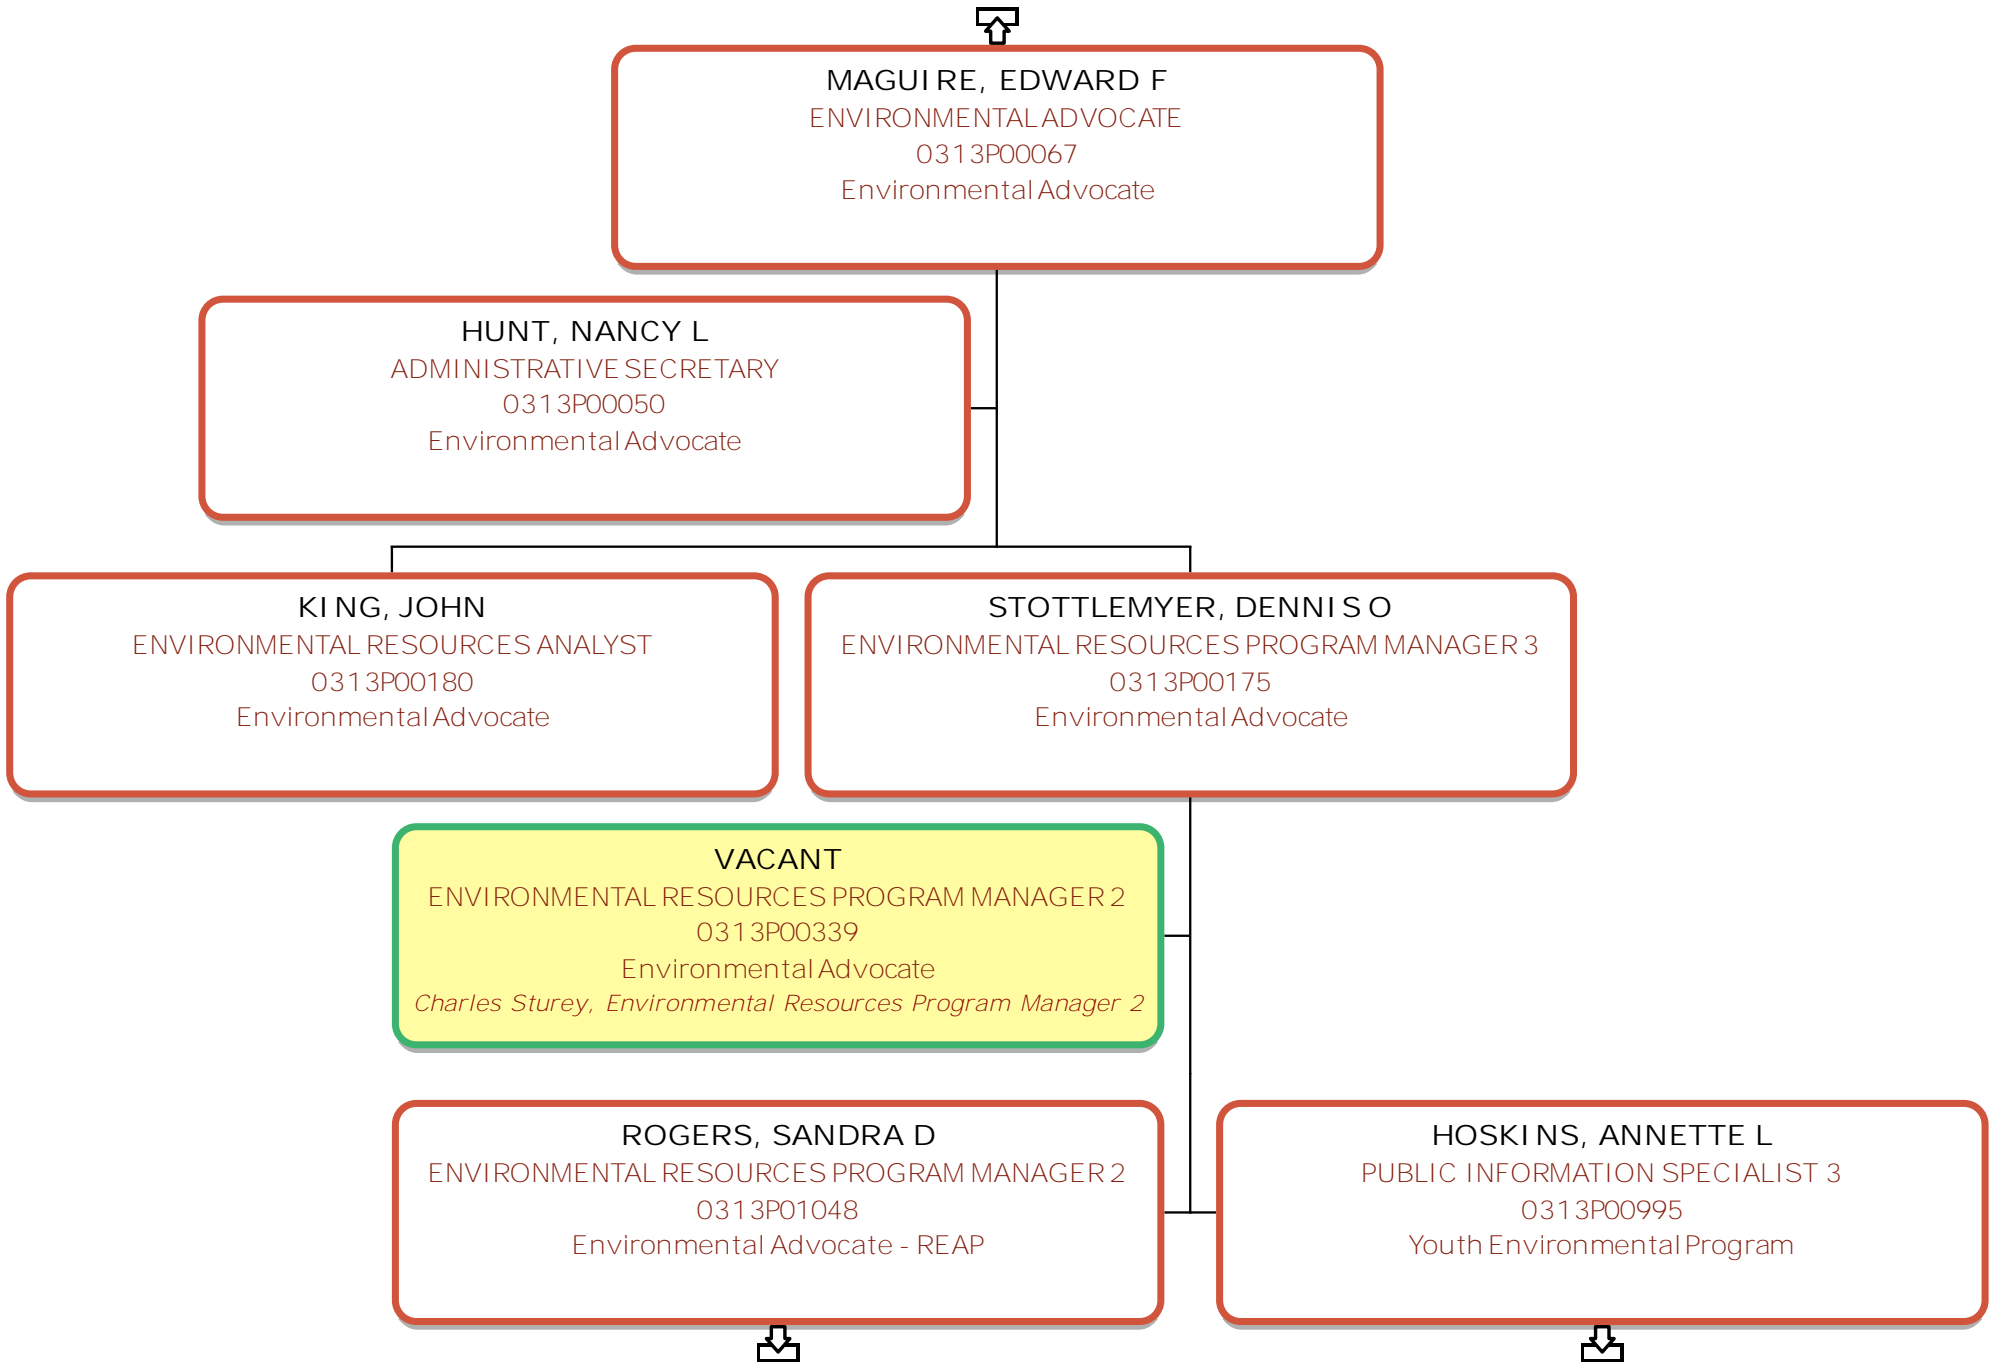 MAGUIRE, EDWARD F
ENVIRONMENTAL ADVOCATE
0313P00067
Environmental Advocate
HUNT, NANCY L
ADMINISTRATIVE SECRETARY
0313P00050
Environmental Advocate
KING, JOHN
ENVIRONMENTAL RESOURCES ANALYST
0313P00180
Environmental Advocate
STOTTLEMYER, DENNIS O
ENVIRONMENTAL RESOURCES PROGRAM MANAGER 3
0313P00175
Environmental Advocate
VACANT
ENVIRONMENTAL RESOURCES PROGRAM MANAGER 2
0313P00339
Environmental Advocate
Charles Sturey, Environmental Resources Program Manager 2
ROGERS, SANDRA D
ENVIRONMENTAL RESOURCES PROGRAM MANAGER 2
0313P01048
Environmental Advocate - REAP
HOSKINS, ANNETTE L
PUBLIC INFORMATION SPECIALIST 3
0313P00995
Youth Environmental Program